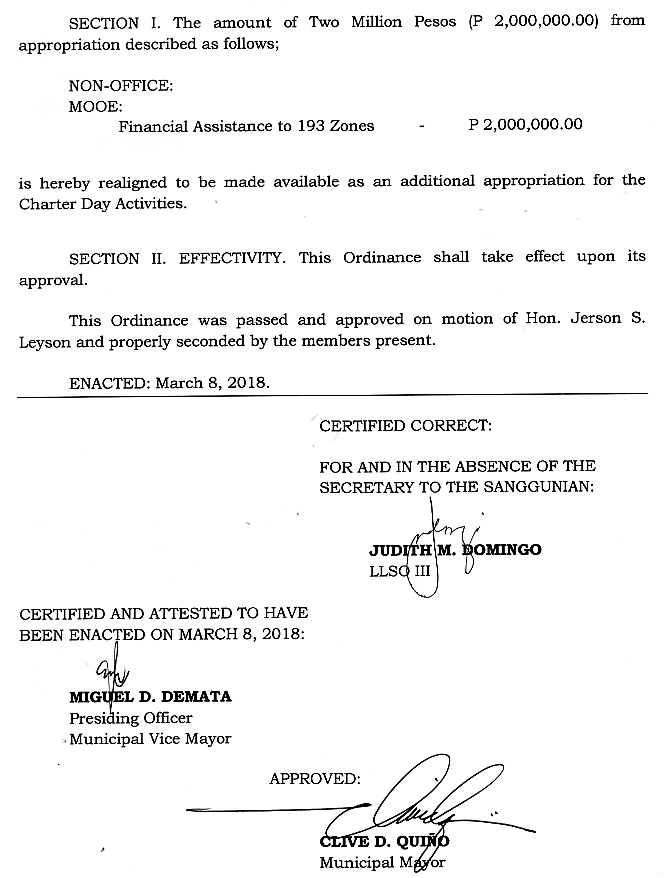 SECTION I. The amount of Two Million Pesos (P 2,000,000.00) from
appropriation described as follows;
NON-OFFICE:
MOOE:
Financial Assistance to 193 Zones - P 2,000,000.00
is hereby realigned to be made available as an additional appropriation for the
Charter Day Activities.
SECTION II. EFFECTIVITY. This Ordinance shall take effect upon its
approval.
This Ordinance was passed and approved on motion of Hon. Jerson S.
Leyson and properly seconded by the members present.
ENACTED: March 8, 2018.
CERTIFIED CORRECT:
FOR AND IN THE ABSENCE OF THE
SECRETARY TO THE SANGGUNIAN:
JUDITH M. DOMINGO
LLSO III
CERTIFIED AND ATTESTED TO HAVE
BEEN ENACTED ON MARCH 8, 2018:
MIGUEL D. DEMATA
Presiding Officer
Municipal Vice Mayor
APPROVED:
CLIVE D. QUIÑO
Municipal Mayor